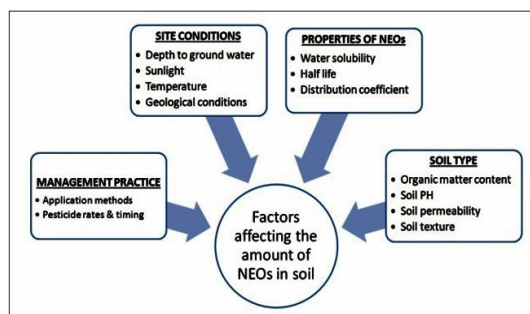 SITE CONDITIONS
• Depth to ground water
• Sunlight
• Temperature
• Geological conditions
PROPERTIES OF NEOs
• Water solubility
• Half life
• Distribution coefficient
MANAGEMENT PRACTICE
• Application methods
• Pesticide rates & timing
SOIL TYPE
• Organic matter content
• Soil PH
• Soil permeability
• Soil texture
Factors
affecting the
amount of
NEOs in soil